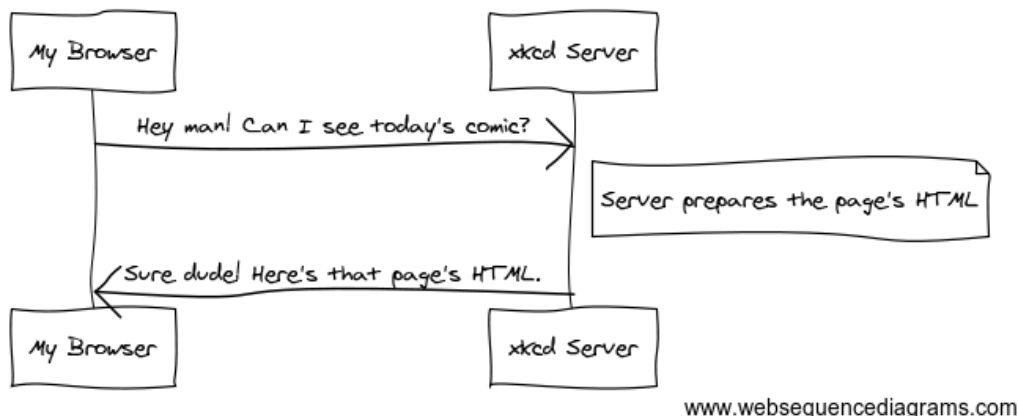 My Browser
xkcd Server
Hey man! Can I see today's comic?
Server prepares the page's HTML
Sure dude! Here's that page's HTML.
My Browser
xkcd Server
www.websequencediagrams.com